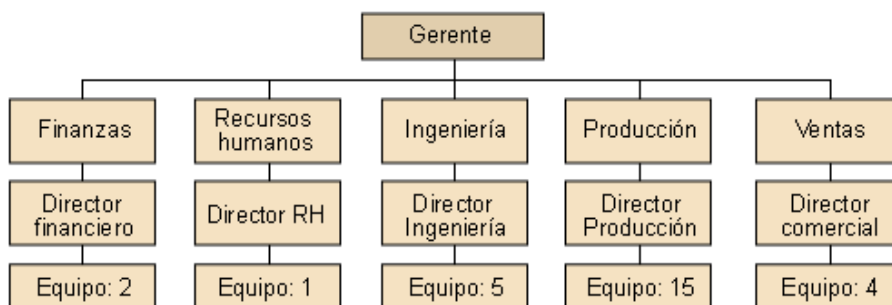 Gerente
Finanzas
Recursos
humanos
Ingeniería
Producción
Ventas
Director
financiero
Director RH
Director
Ingeniería
Director
Producción
Director
comercial
Equipo: 2
Equipo: 1
Equipo: 5
Equipo: 15
Equipo: 4